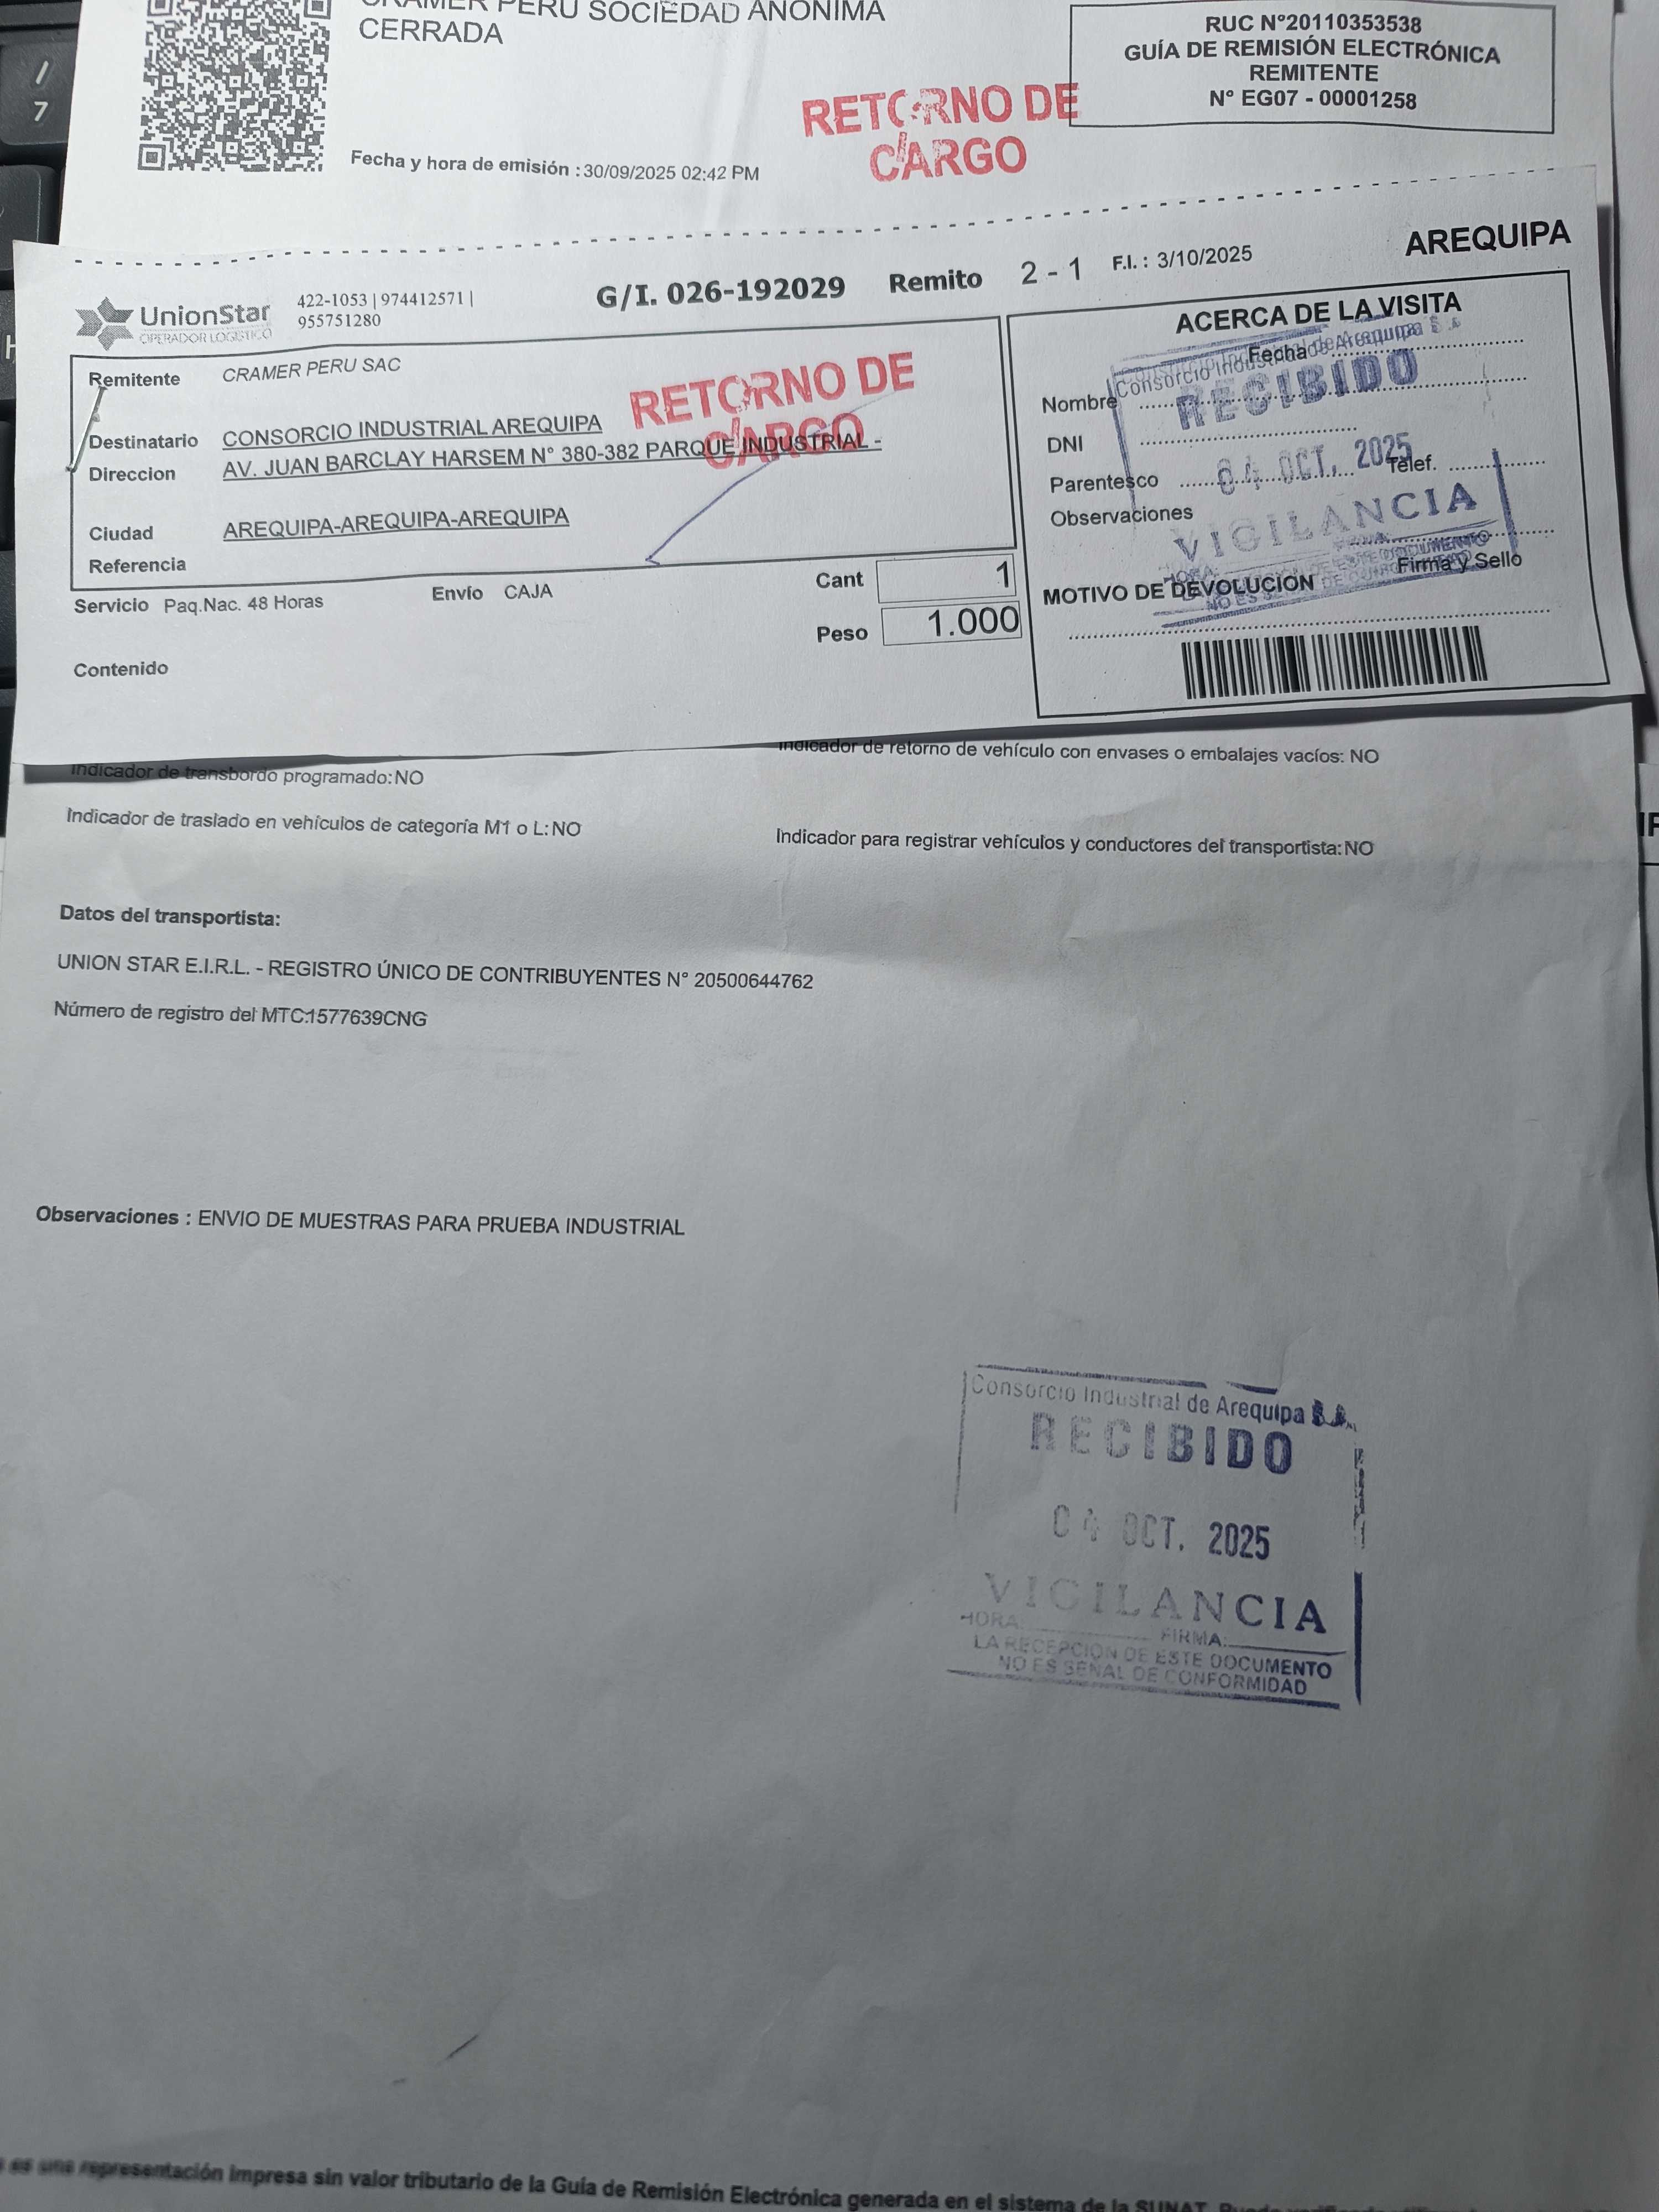 CRAMER PERU SOCIEDAD ANONIMA
CERRADA
RUC N°20110353538
GUÍA DE REMISIÓN ELECTRÓNICA
REMITENTE
N° EG07 - 00001258
RETORNO DE
CARGO
Fecha y hora de emisión : 30/09/2025 02:42 PM
AREQUIPA
UnionStar
OPERADOR LOGISTICO
422-1053 | 974412571 |
955751280
G/I. 026-192029 Remito 2 - 1 F.I. : 3/10/2025
Remitente CRAMER PERU SAC
RETORNO DE
CARGO
Destinatario CONSORCIO INDUSTRIAL AREQUIPA
Direccion AV. JUAN BARCLAY HARSEM N° 380-382 PARQUE INDUSTRIAL -
Ciudad AREQUIPA-AREQUIPA-AREQUIPA
Referencia
Servicio Paq.Nac. 48 Horas Envío CAJA
Cant 1
Peso 1.000
Contenido
ACERCA DE LA VISITA
Fecha
Nombre
DNI
Parentesco Telef.
Observaciones
Firma y Sello
MOTIVO DE DEVOLUCIÓN
Consorcio Industrial de Arequipa S.A.
RECIBIDO
04 OCT. 2025
VIGILANCIA
Indicador de transbordo programado: NO
Indicador de retorno de vehículo con envases o embalajes vacíos: NO
Indicador de traslado en vehículos de categoría M1 o L: NO
Indicador para registrar vehículos y conductores del transportista: NO
Datos del transportista:
UNION STAR E.I.R.L. - REGISTRO ÚNICO DE CONTRIBUYENTES N° 20500644762
Número de registro del MTC:1577639CNG
Observaciones : ENVIO DE MUESTRAS PARA PRUEBA INDUSTRIAL
Consorcio Industrial de Arequipa S.A.
RECIBIDO
04 OCT. 2025
VIGILANCIA
HORA FIRMA:
LA RECEPCION DE ESTE DOCUMENTO
NO ES SEÑAL DE CONFORMIDAD
es una representación impresa sin valor tributario de la Guía de Remisión Electrónica generada en el sistema de la SUNAT.